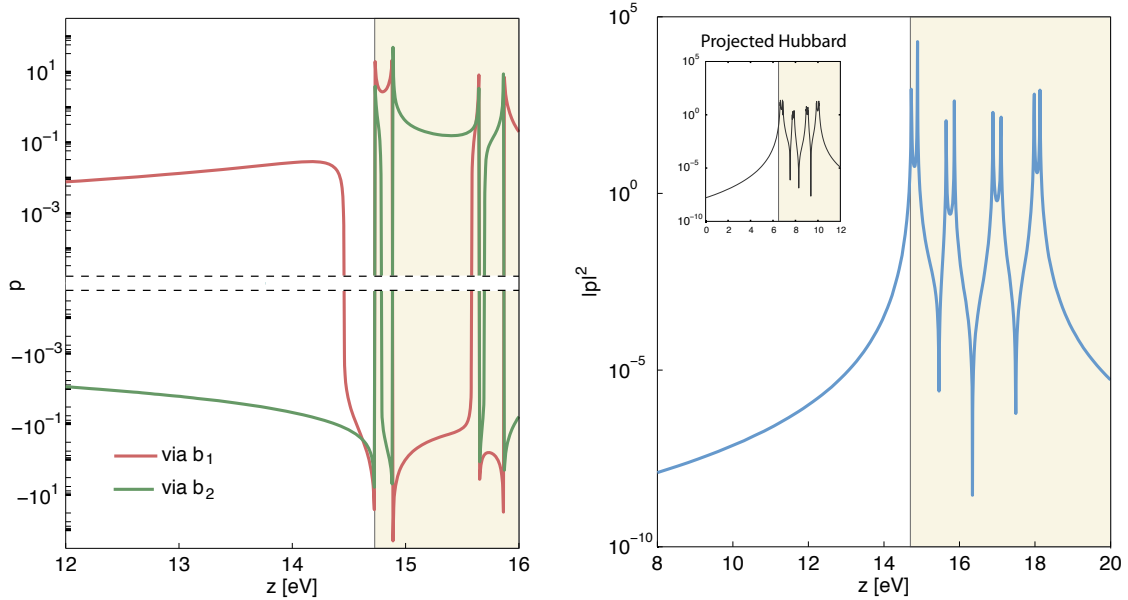 10¹
10⁻¹
10⁻³
p
-10⁻³
-10⁻¹
-10¹
via b₁
via b₂
12 13 14 15 16
z [eV]
10⁵
10⁰
10⁻⁵
10⁻¹⁰
|p|²
Projected Hubbard
10⁵
10⁰
10⁻⁵
10⁻¹⁰
0 2 4 6 8 10 12
8 10 12 14 16 18 20
z [eV]